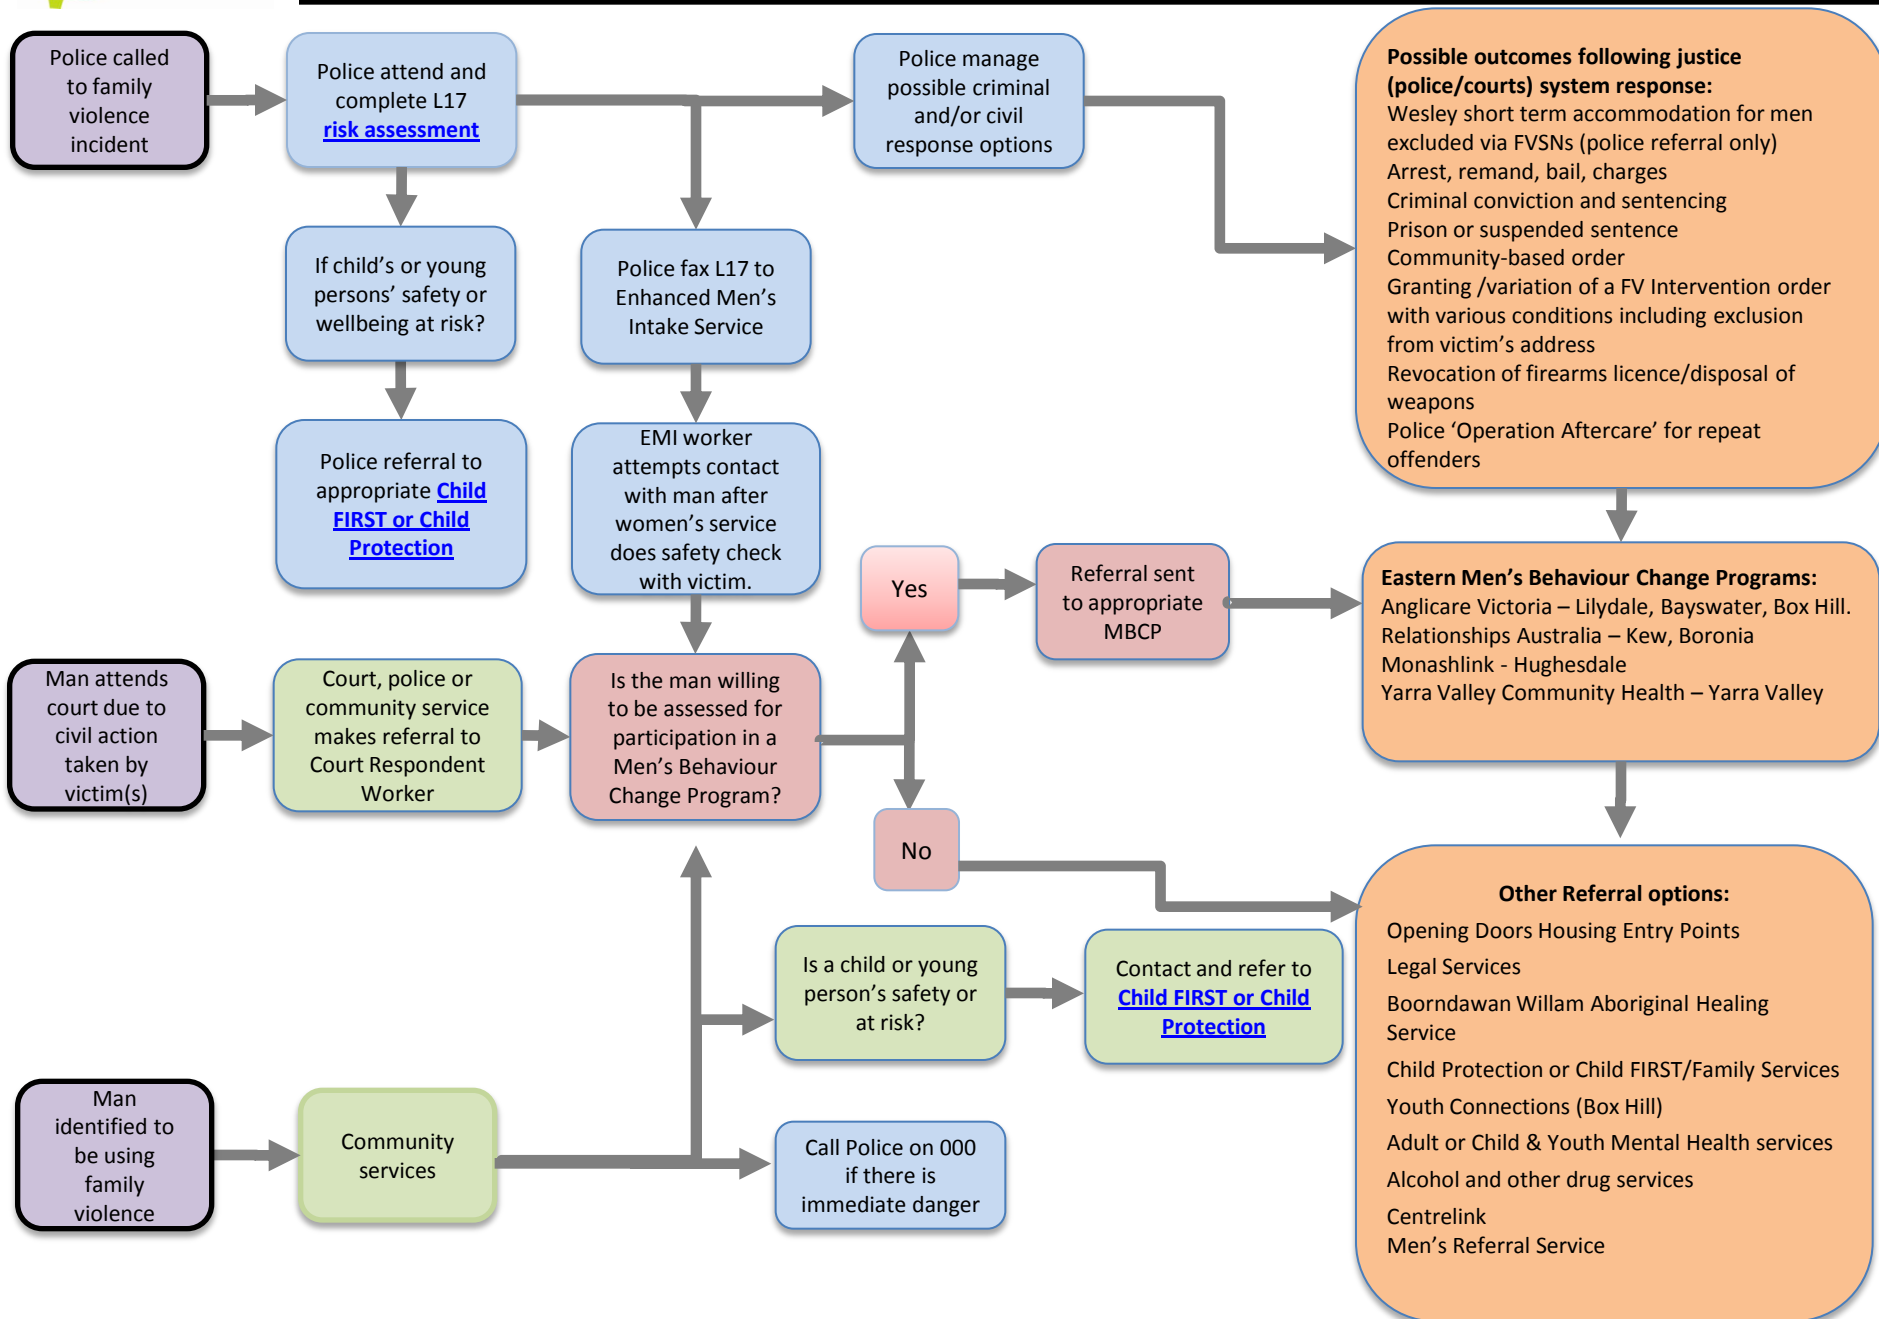 Police called
to family
violence
incident
Police attend and
complete L17
risk assessment
Police manage
possible criminal
and/or civil
response options
Possible outcomes following justice
(police/courts) system response:
Wesley short term accommodation for men
excluded via FVSNs (police referral only)
Arrest, remand, bail, charges
Criminal conviction and sentencing
Prison or suspended sentence
Community-based order
Granting /variation of a FV Intervention order
with various conditions including exclusion
from victim's address
Revocation of firearms licence/disposal of
weapons
Police 'Operation Aftercare' for repeat
offenders
If child's or young
persons' safety or
wellbeing at risk?
Police fax L17 to
Enhanced Men's
Intake Service
Police referral to
appropriate Child
FIRST or Child
Protection
EMI worker
attempts contact
with man after
women's service
does safety check
with victim.
Yes
Referral sent
to appropriate
MBCP
Eastern Men's Behaviour Change Programs:
Anglicare Victoria – Lilydale, Bayswater, Box Hill.
Relationships Australia – Kew, Boronia
Monashlink - Hughesdale
Yarra Valley Community Health – Yarra Valley
Man attends
court due to
civil action
taken by
victim(s)
Court, police or
community service
makes referral to
Court Respondent
Worker
Is the man willing
to be assessed for
participation in a
Men's Behaviour
Change Program?
No
Other Referral options:
Opening Doors Housing Entry Points
Legal Services
Boorndawan Willam Aboriginal Healing
Service
Child Protection or Child FIRST/Family Services
Youth Connections (Box Hill)
Adult or Child & Youth Mental Health services
Alcohol and other drug services
Centrelink
Men's Referral Service
Is a child or young
person's safety or
at risk?
Contact and refer to
Child FIRST or Child
Protection
Man
identified to
be using
family
violence
Community
services
Call Police on 000
if there is
immediate danger